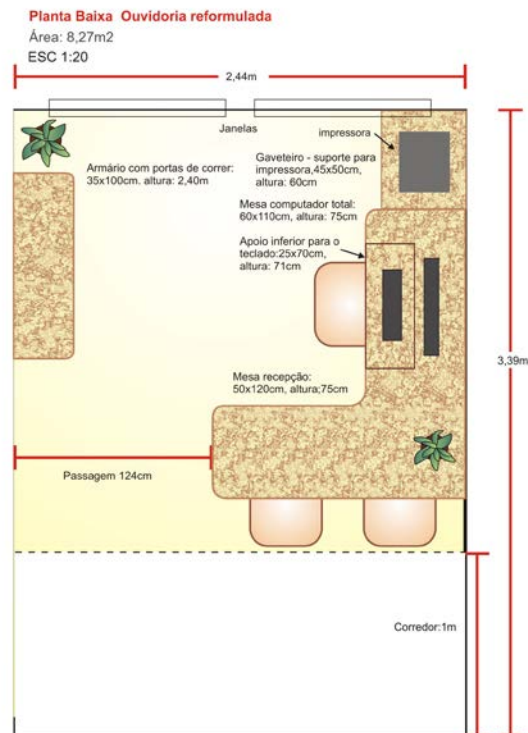 Planta Baixa Ouvidoria reformulada
Área: 8,27m2
ESC 1:20
2,44m
Janelas
impressora
Armário com portas de correr:
35x100cm. altura: 2,40m
Gaveteiro - suporte para
impressora,45x50cm,
altura: 60cm
Mesa computador total:
60x110cm, altura: 75cm
Apoio inferior para o
teclado:25x70cm,
altura: 71cm
3,39m
Mesa recepção:
50x120cm, altura;75cm
Passagem 124cm
Corredor:1m